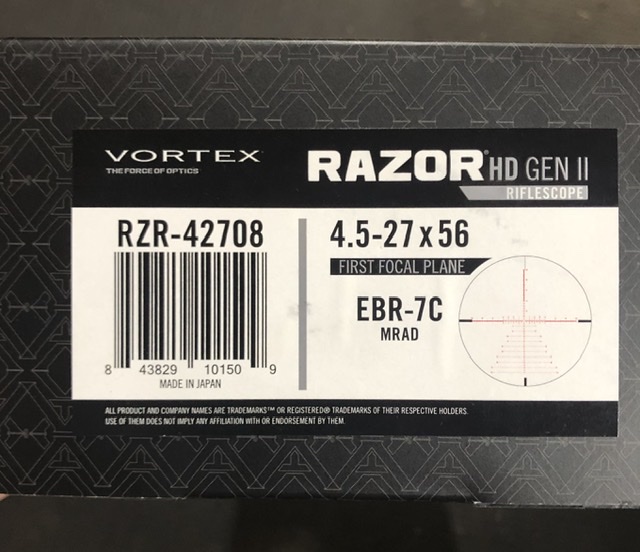 VORTEX®
THE FORCE OF OPTICS®
RAZOR® HD GEN II
RIFLESCOPE
RZR-42708
8 43829 10150 9
MADE IN JAPAN
4.5-27 x 56
FIRST FOCAL PLANE
EBR-7C
MRAD
ALL PRODUCT AND COMPANY NAMES ARE TRADEMARKS™ OR REGISTERED® TRADEMARKS OF THEIR RESPECTIVE HOLDERS.
USE OF THEM DOES NOT IMPLY ANY AFFILIATION WITH OR ENDORSEMENT BY THEM.